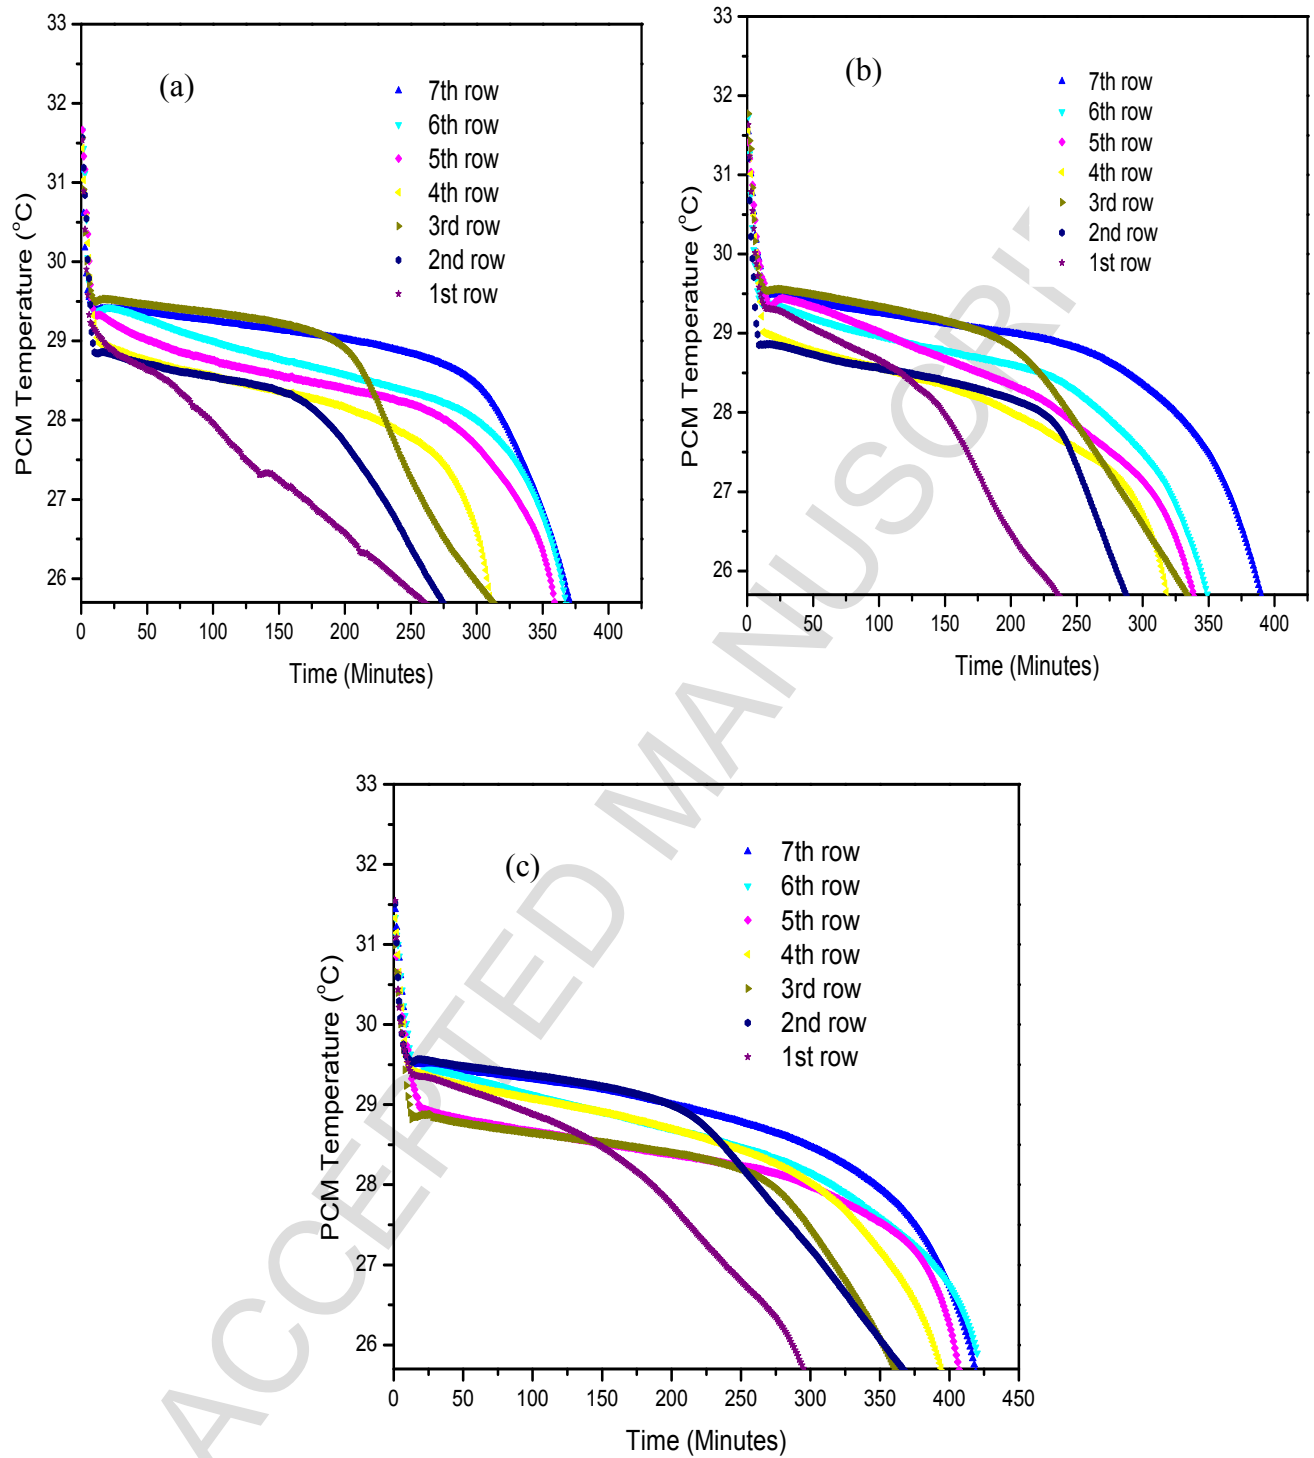 (a)
7th row
6th row
5th row
4th row
3rd row
2nd row
1st row
33
32
31
30
29
28
27
26
PCM Temperature (°C)
0 50 100 150 200 250 300 350 400
Time (Minutes)
(b)
7th row
6th row
5th row
4th row
3rd row
2nd row
1st row
33
32
31
30
29
28
27
26
PCM Temperature (°C)
0 50 100 150 200 250 300 350 400
Time (Minutes)
(c)
7th row
6th row
5th row
4th row
3rd row
2nd row
1st row
33
32
31
30
29
28
27
26
PCM Temperature (°C)
0 50 100 150 200 250 300 350 400 450
Time (Minutes)
ACCEPTED MANUSCRI